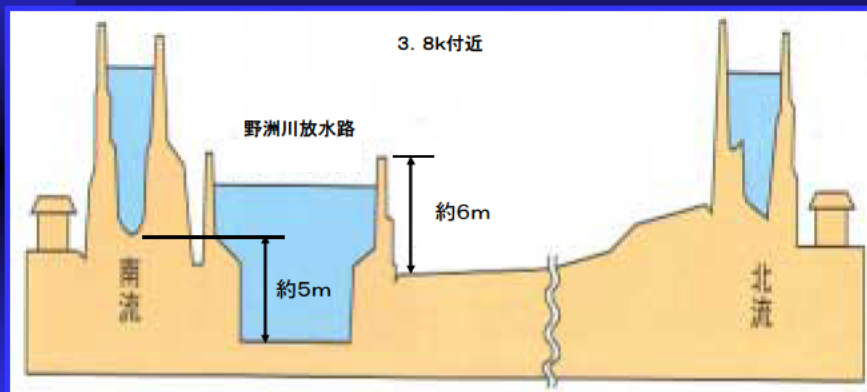 3. 8k付近
野洲川放水路
約6m
約5m
南流
北流